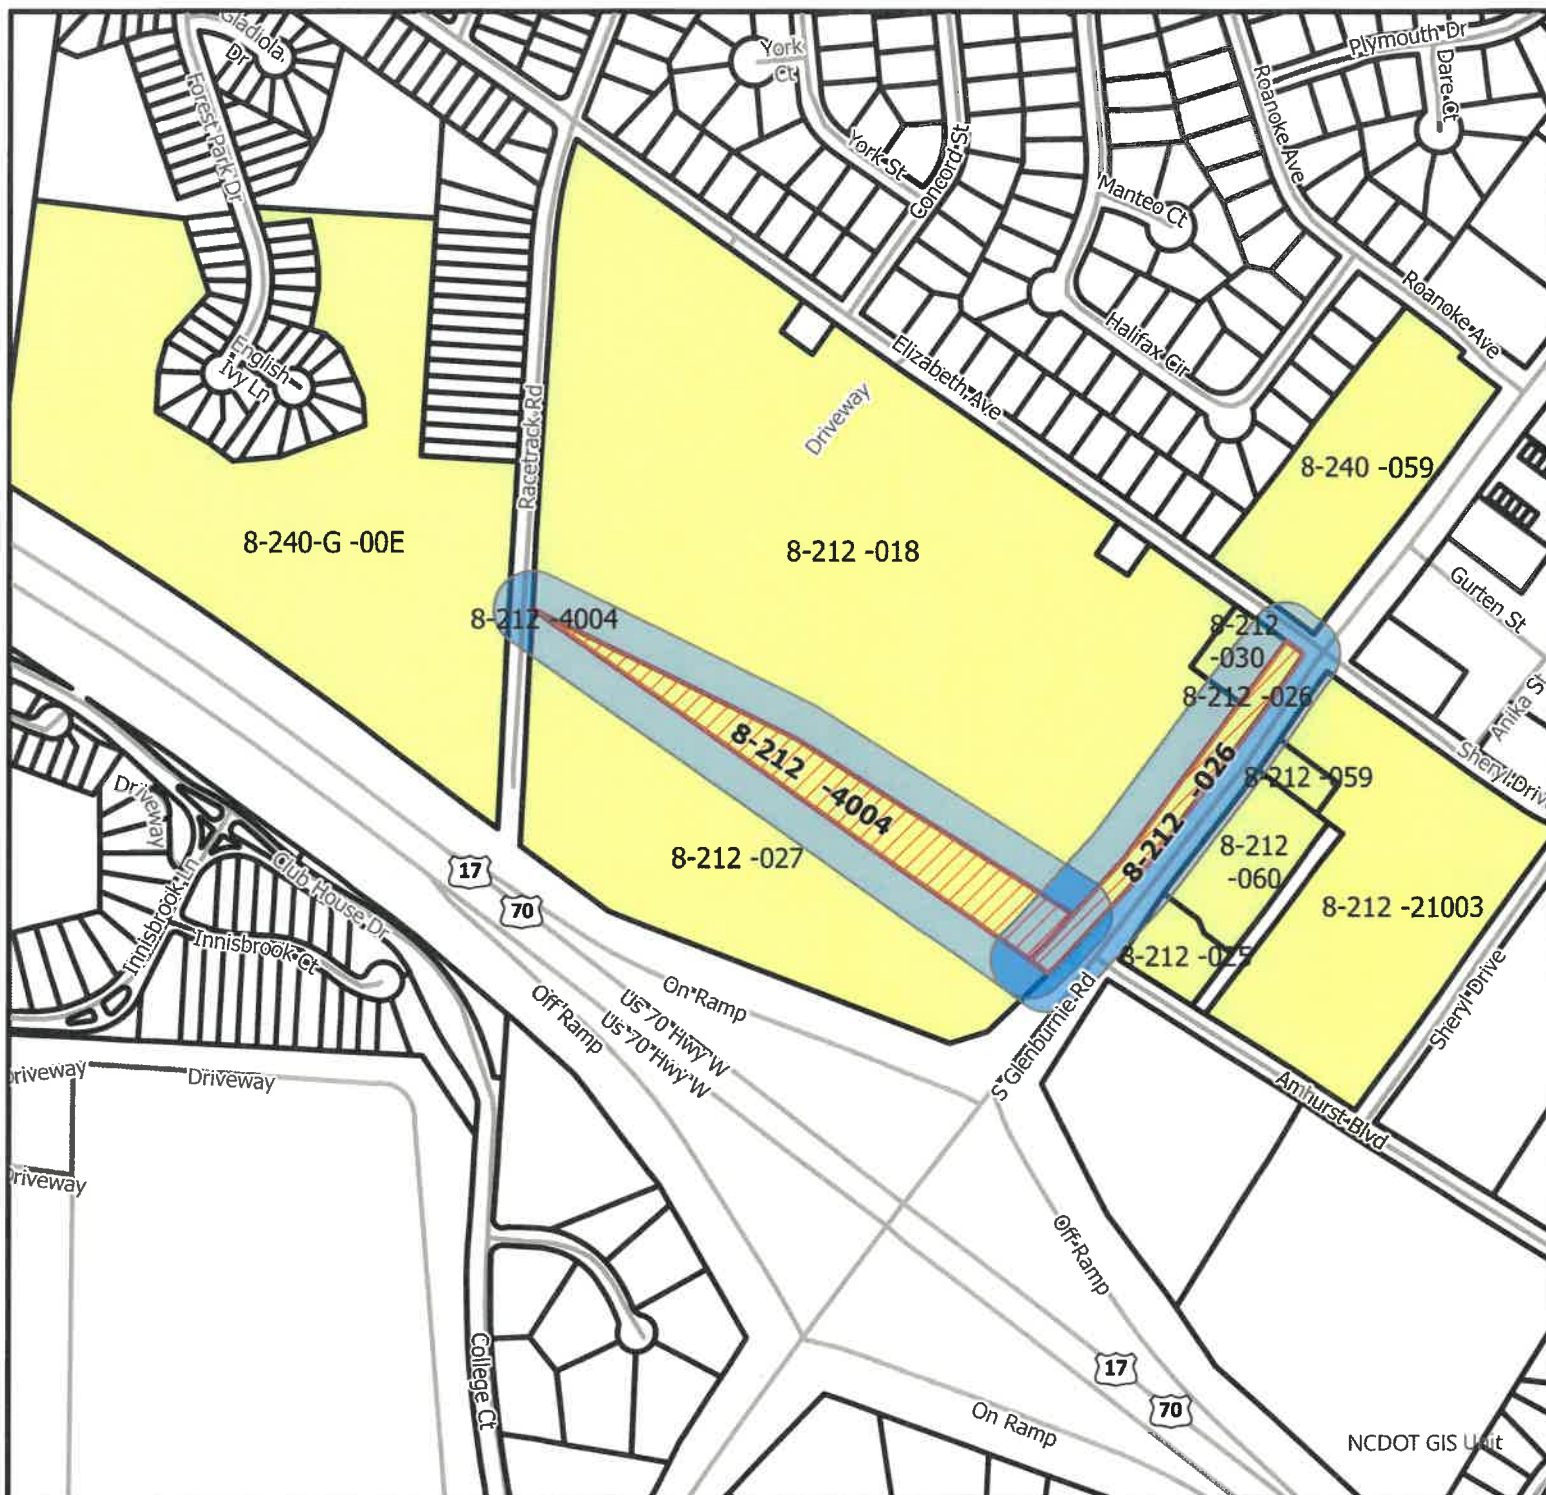 Gladiola
Dr
York
Ct
Plymouth Dr
Dare Ct
Forest Park Dr
Roanoke Ave
York St
Concord St
Manteo Ct
Roanoke Ave
Halifax Cir
English
Ivy Ln
Elizabeth Ave
Racetrack Rd
Driveway
8-240 -059
8-240-G -00E
8-212 -018
Gurten St
8-212 -4004
8-212
-030
8-212 -026
Anika St
8-212
-4004
8-212 -026
8-212 -059
Sheryl Drive
Driveway
8-212 -027
8-212
-060
17
70
Club House Dr
8-212 -21003
Innisbrook Ln
Innisbrook Ct
8-212 -025
On Ramp
Off Ramp
US 70 Hwy W
Us 70 Hwy W
S Glenburnie Rd
Sheryl Drive
riveway
Driveway
Amhurst Blvd
riveway
Off Ramp
College Ct
17
70
On Ramp
NCDOT GIS Unit